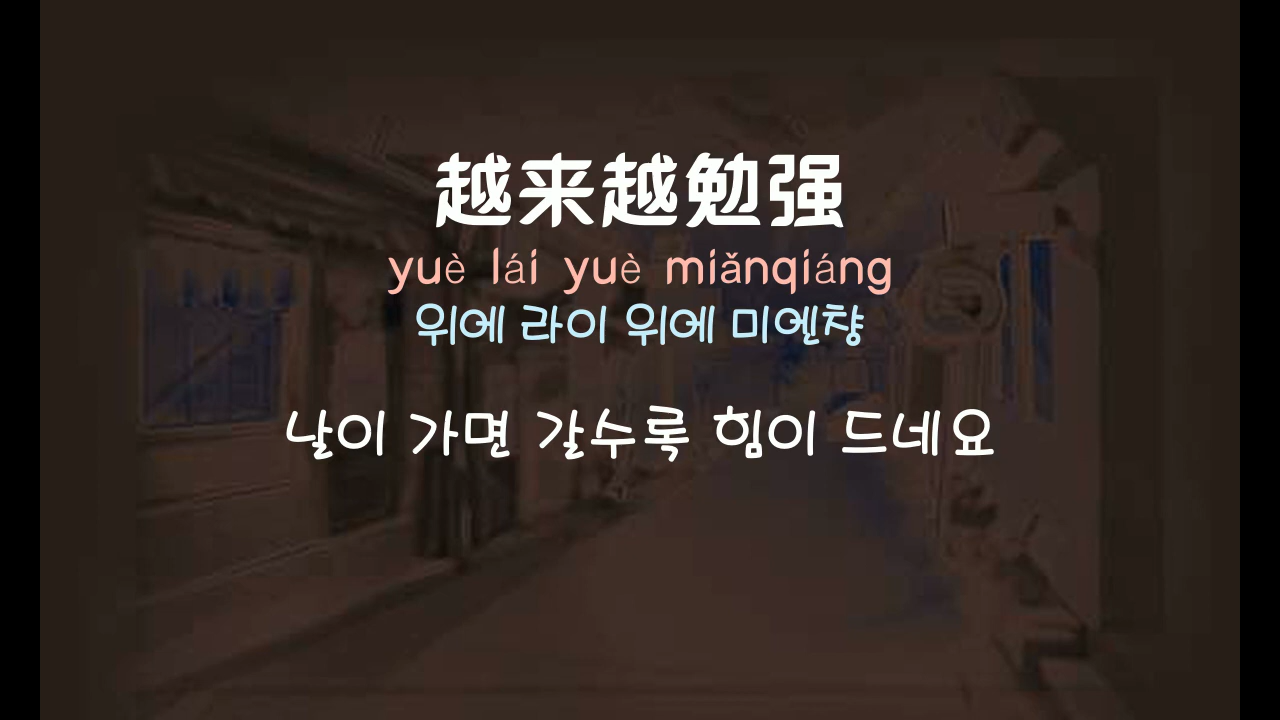 越来越勉强
yuè lái yuè miǎnqiáng
위에 라이 위에 미엔챵
날이 가면 갈수록 힘이 드네요